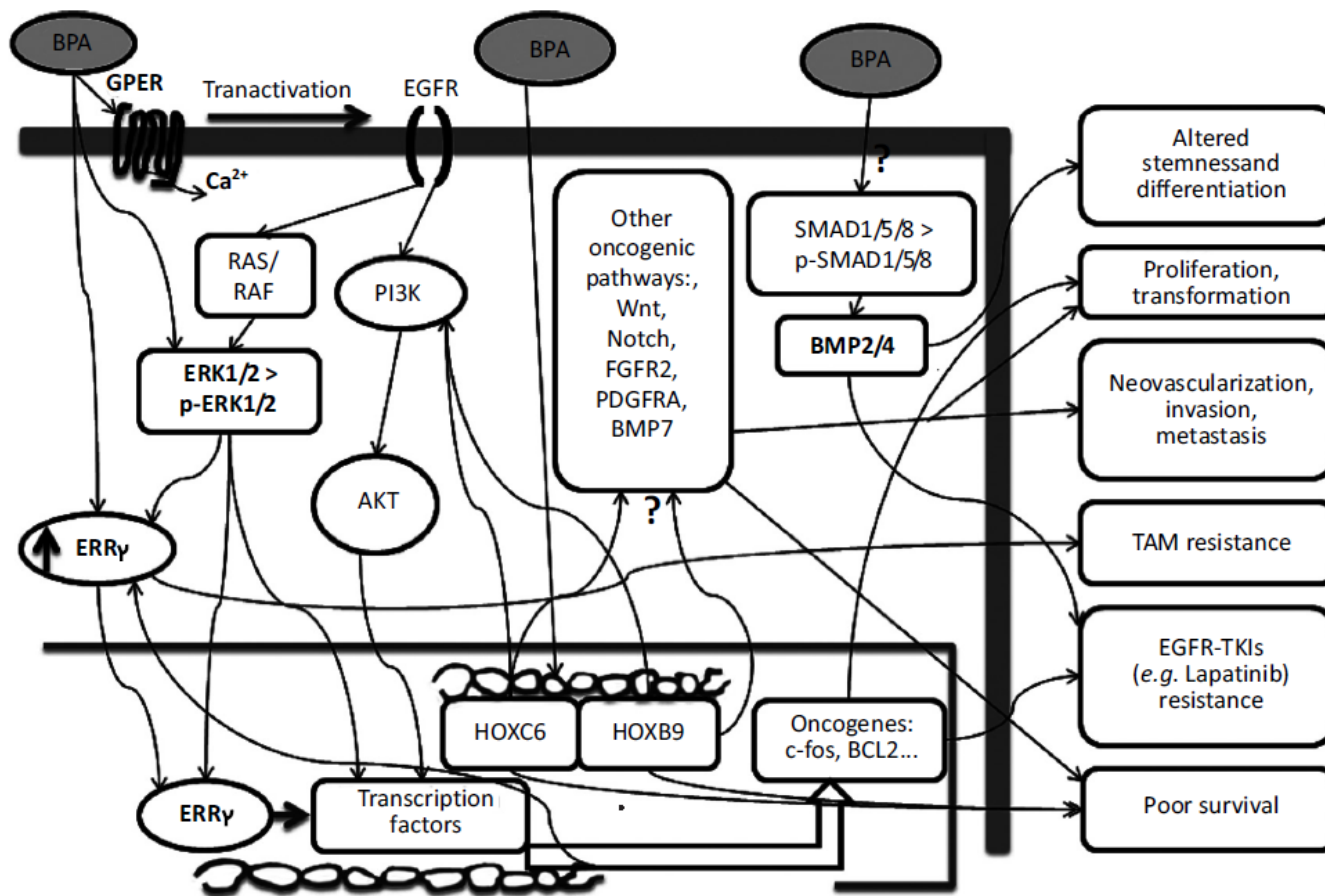 BPA
BPA
BPA
GPER
Tranactivation
EGFR
Ca²⁺
?
Altered
stemnessand
differentiation
Other
oncogenic
pathways:,
Wnt,
Notch,
FGFR2,
PDGFRA,
BMP7
SMAD1/5/8 >
p-SMAD1/5/8
RAS/
RAF
PI3K
Proliferation,
transformation
BMP2/4
ERK1/2 >
p-ERK1/2
Neovascularization,
invasion,
metastasis
AKT
?
ERRγ
TAM resistance
EGFR-TKIs
(e.g. Lapatinib)
resistance
HOXC6
HOXB9
Oncogenes:
c-fos, BCL2...
ERRγ
Transcription
factors
Poor survival